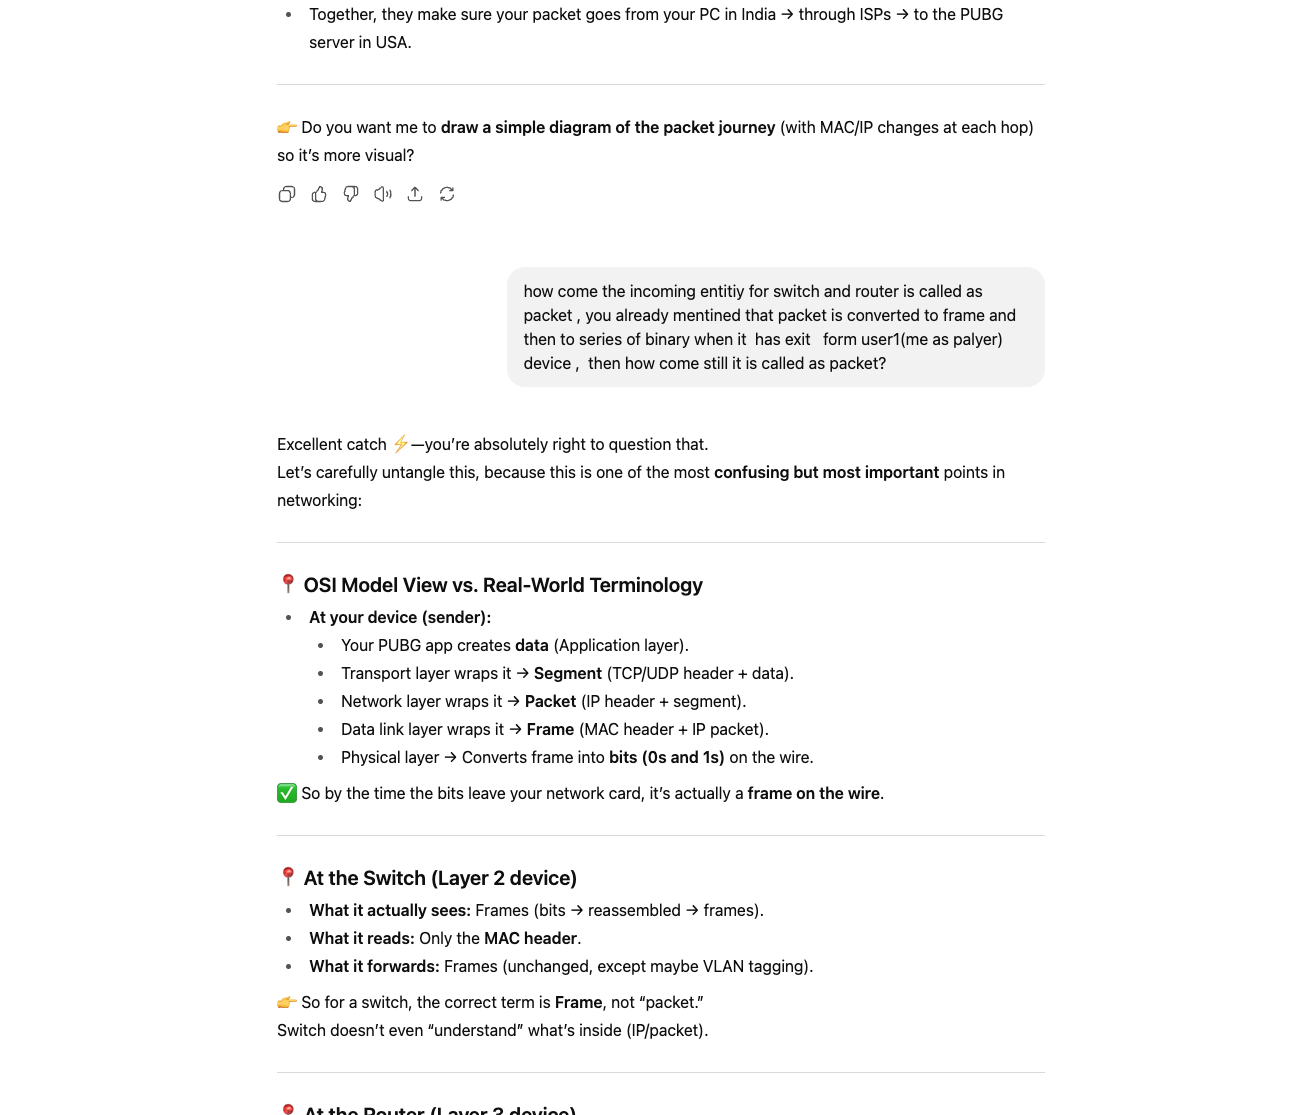 Together, they make sure your packet goes from your PC in India → through ISPs → to the PUBG
server in USA.
👉 Do you want me to draw a simple diagram of the packet journey (with MAC/IP changes at each hop)
so it's more visual?
how come the incoming entitiy for switch and router is called as
packet , you already mentined that packet is converted to frame and
then to series of binary when it  has exit   form user1(me as palyer)
device ,  then how come still it is called as packet?
Excellent catch ⚡—you're absolutely right to question that.
Let's carefully untangle this, because this is one of the most confusing but most important points in
networking:
📍 OSI Model View vs. Real-World Terminology
At your device (sender):
Your PUBG app creates data (Application layer).
Transport layer wraps it → Segment (TCP/UDP header + data).
Network layer wraps it → Packet (IP header + segment).
Data link layer wraps it → Frame (MAC header + IP packet).
Physical layer → Converts frame into bits (0s and 1s) on the wire.
✅ So by the time the bits leave your network card, it's actually a frame on the wire.
📍 At the Switch (Layer 2 device)
What it actually sees: Frames (bits → reassembled → frames).
What it reads: Only the MAC header.
What it forwards: Frames (unchanged, except maybe VLAN tagging).
👉 So for a switch, the correct term is Frame, not "packet."
Switch doesn't even "understand" what's inside (IP/packet).
📍 At the Router (Layer 3 device)